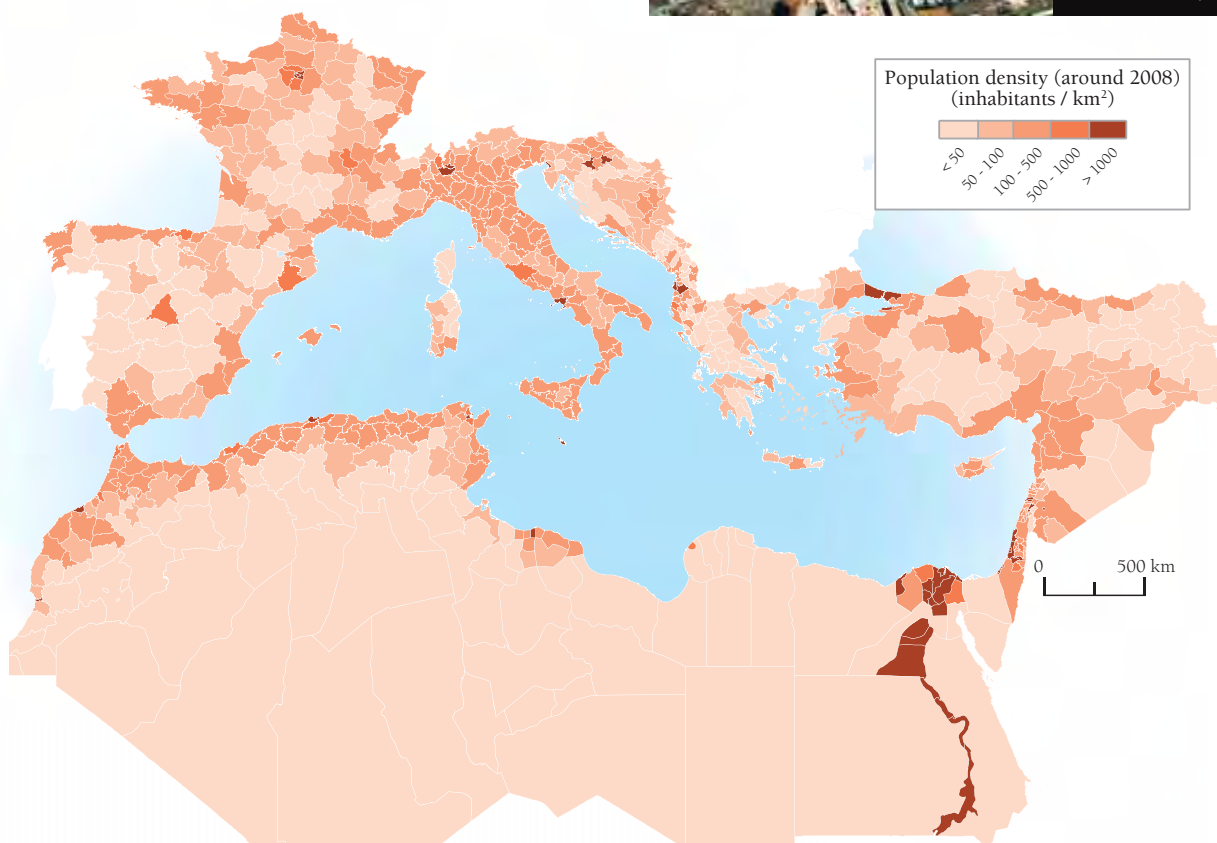 Population density (around 2008)
(inhabitants / km²)
< 50
50 - 100
100 - 500
500 - 1000
> 1000
0 500 km